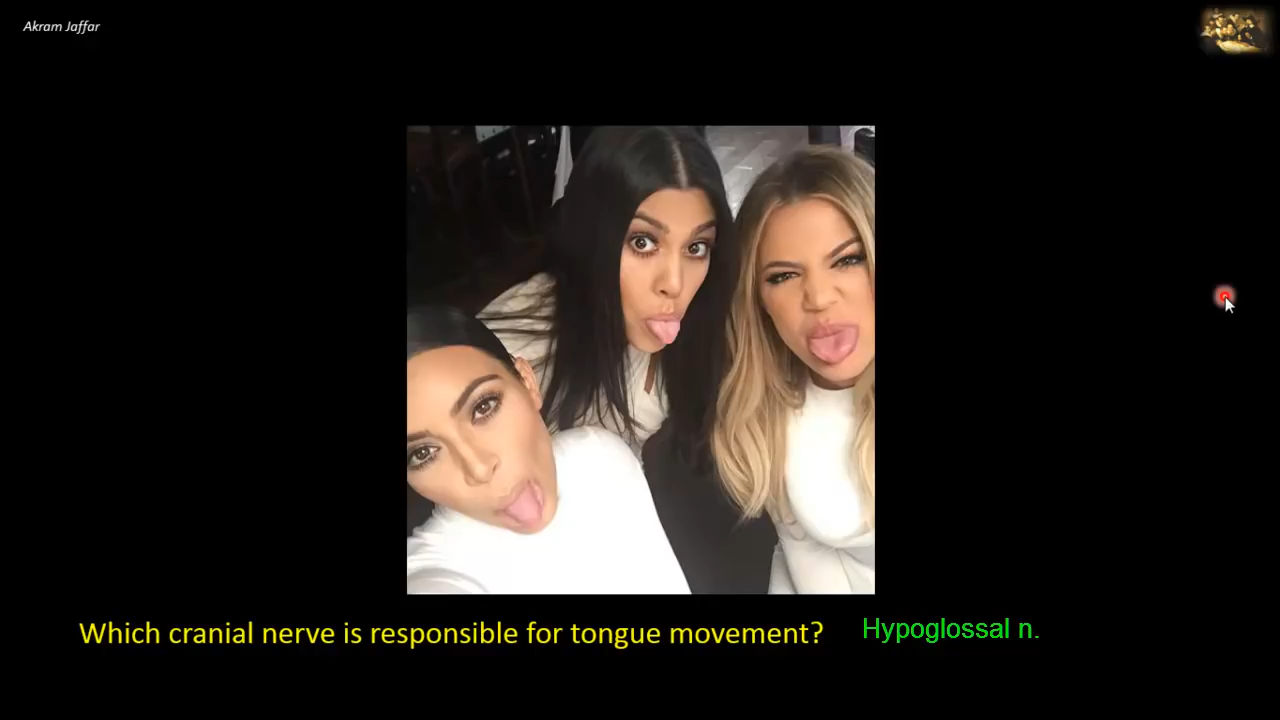 Akram Jaffar
Which cranial nerve is responsible for tongue movement? Hypoglossal n.